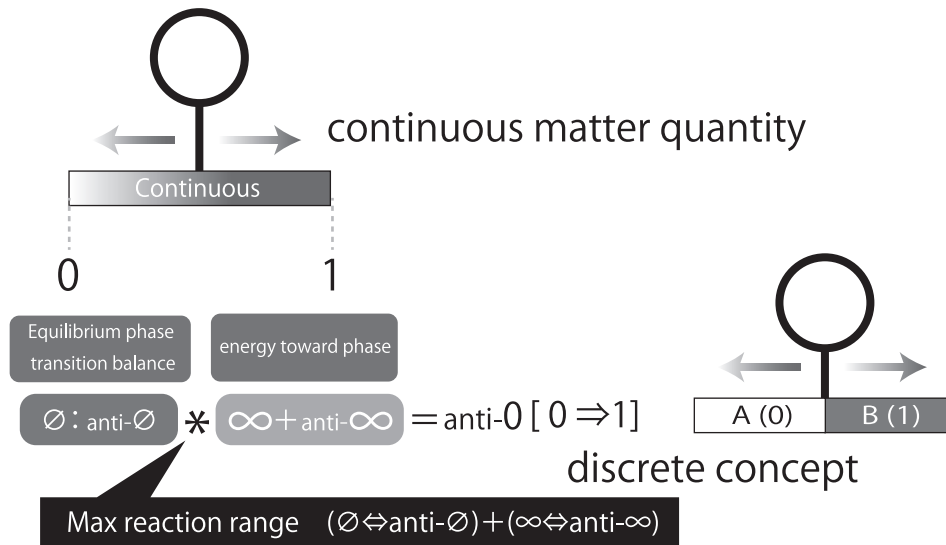 continuous matter quantity
Continuous
0 1
Equilibrium phase
transition balance
energy toward phase
∅ : anti-∅ * ∞ + anti-∞ = anti-0 [ 0 ⇒ 1]
A (0) B (1)
discrete concept
Max reaction range (∅⇔anti-∅)+(∞⇔anti-∞)